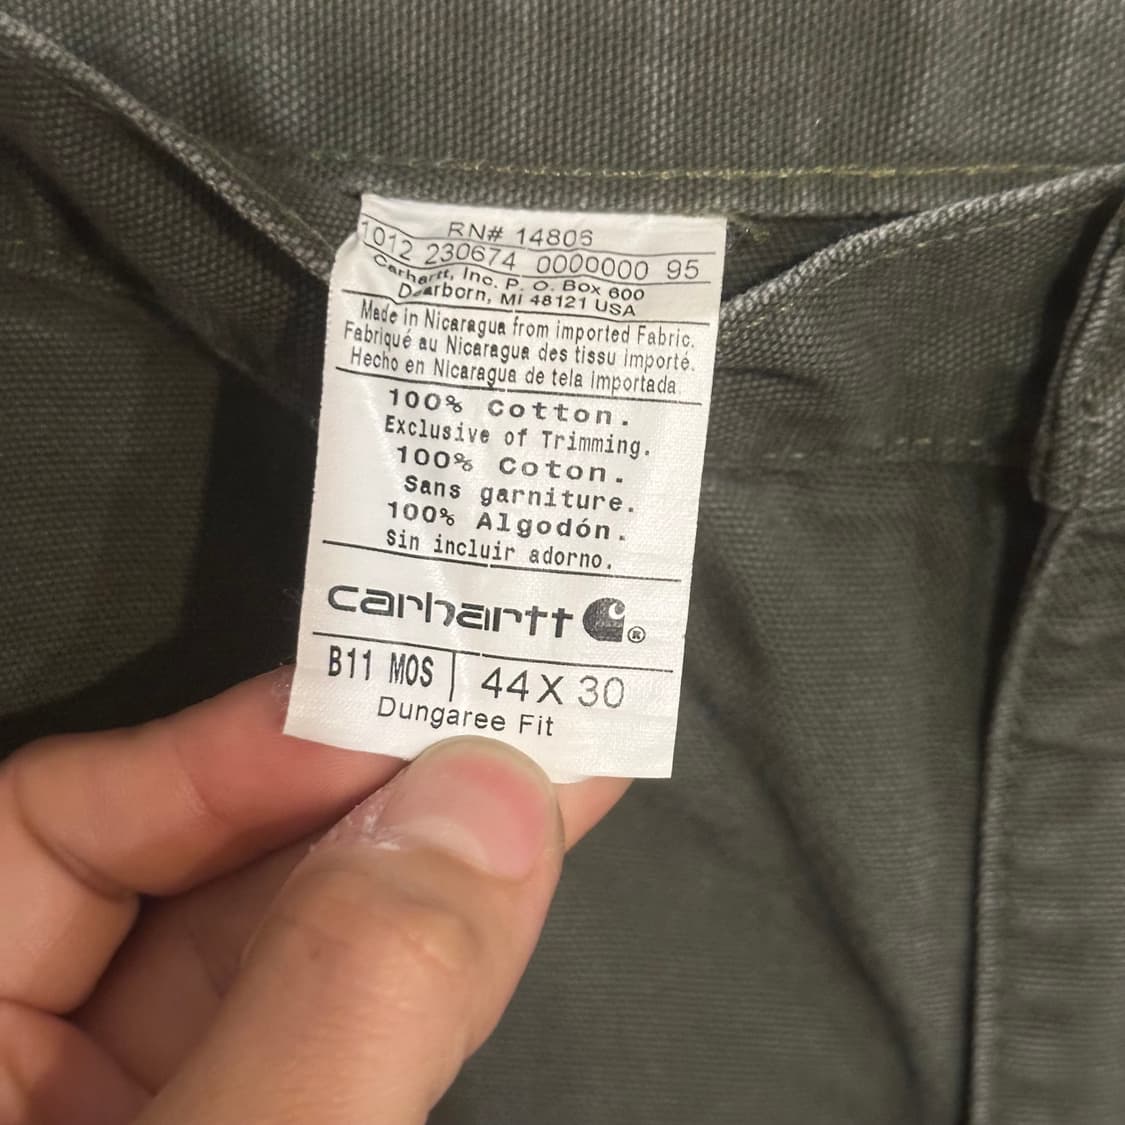 RN# 14806
1012 230674 0000000 95
Carhartt, Inc. P. O. Box 600
Dearborn, MI 48121 USA
Made in Nicaragua from imported Fabric.
Fabriqué au Nicaragua des tissu importé.
Hecho en Nicaragua de tela importada
100% Cotton.
Exclusive of Trimming.
100% Coton.
Sans garniture.
100% Algodón.
Sin incluir adorno.
carhartt ®
B11 MOS | 44 X 30
Dungaree Fit